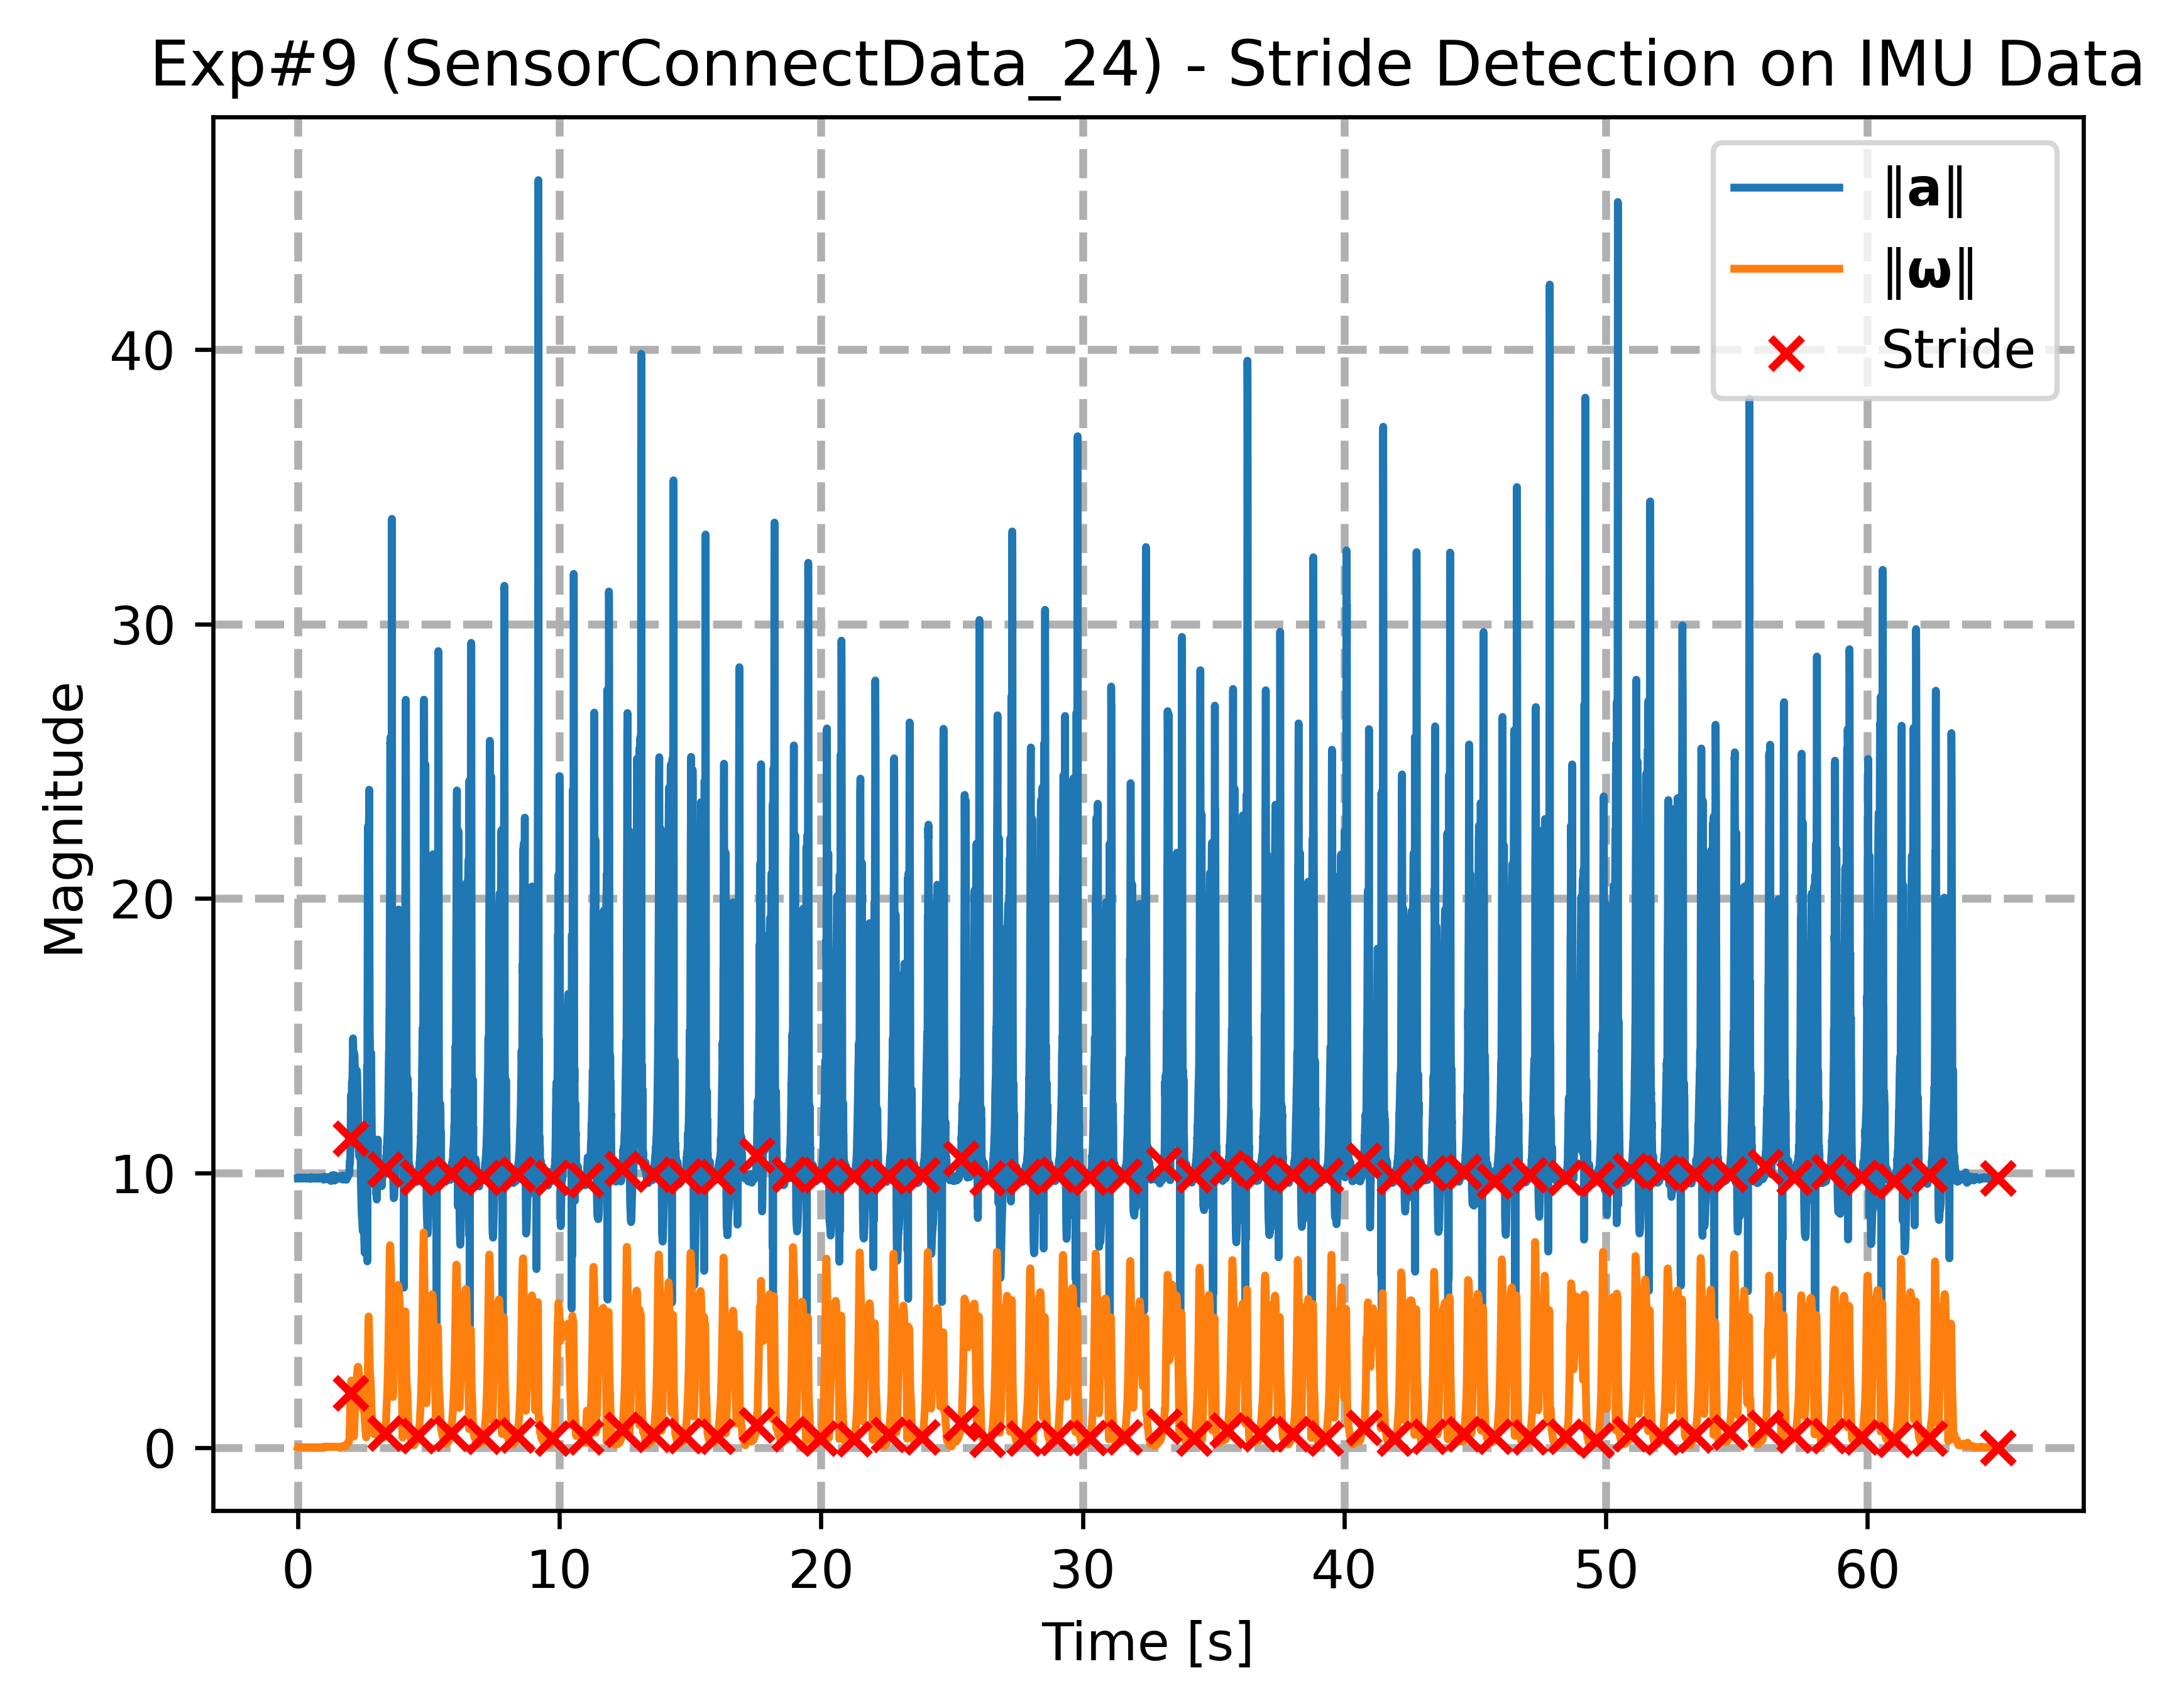 Exp#9 (SensorConnectData_24) - Stride Detection on IMU Data
‖a‖
‖ω‖
Stride
Magnitude
40
30
20
10
0
0 10 20 30 40 50 60
Time [s]